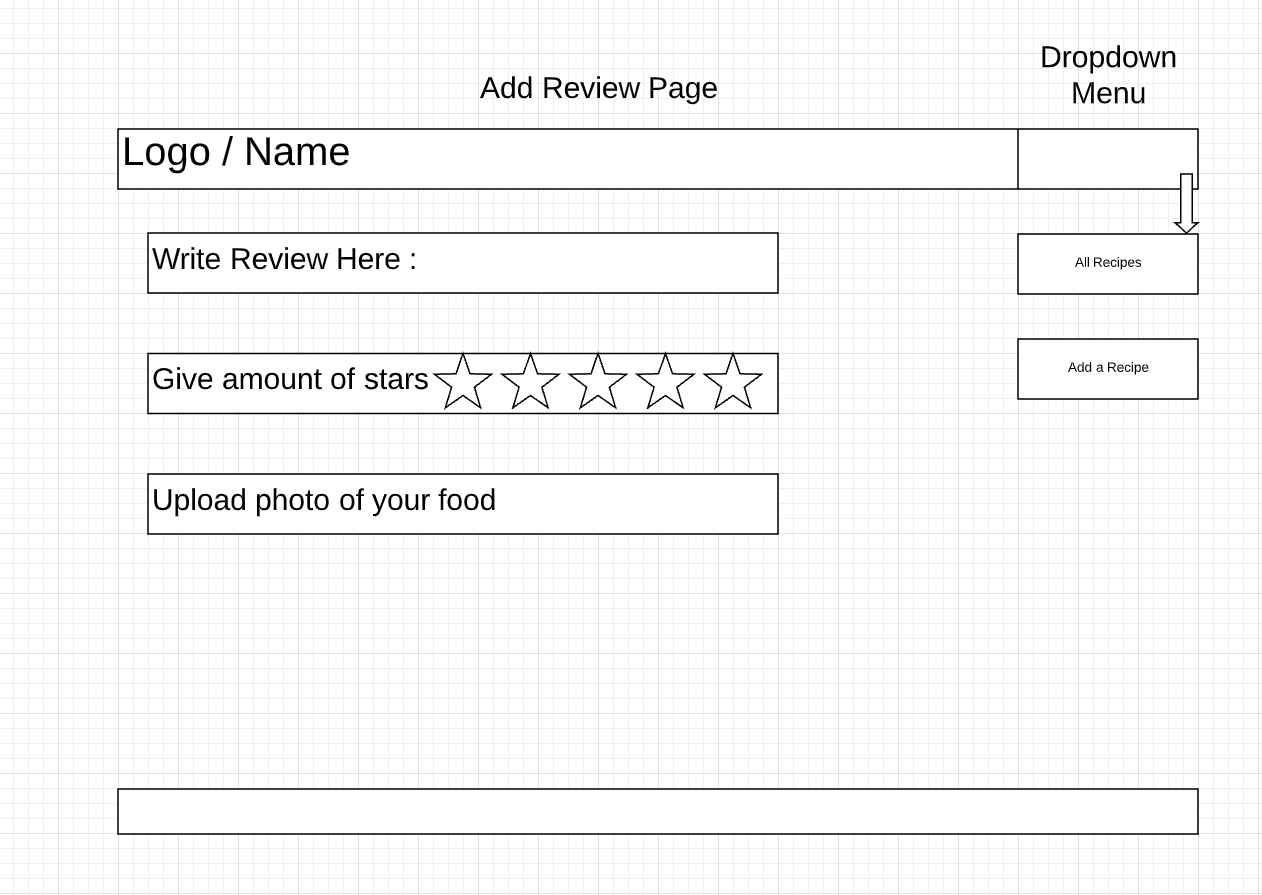 Add Review Page
Dropdown
Menu
Logo / Name
Write Review Here :
All Recipes
Give amount of stars
Add a Recipe
Upload photo of your food